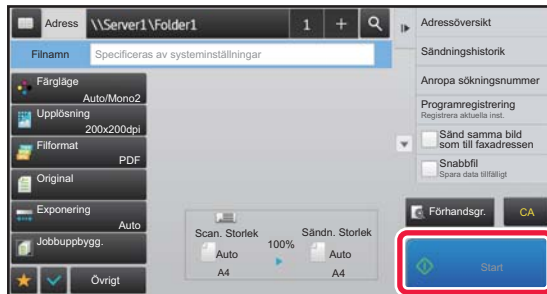 Adress
\\Server1\Folder1
1
+
Filnamn
Specificeras av systeminställningar
Färgläge
Auto/Mono2
Upplösning
200x200dpi
Filformat
PDF
Original
Exponering
Auto
Jobbuppbygg.
Övrigt
Scan. Storlek
Auto
A4
100%
Sändn. Storlek
Auto
A4
Adressöversikt
Sändningshistorik
Anropa sökningsnummer
Programregistrering
Registrera aktuella inst.
Sänd samma bild
som till faxadressen
Snabbfil
Spara data tillfälligt
Förhandsgr.
CA
Start